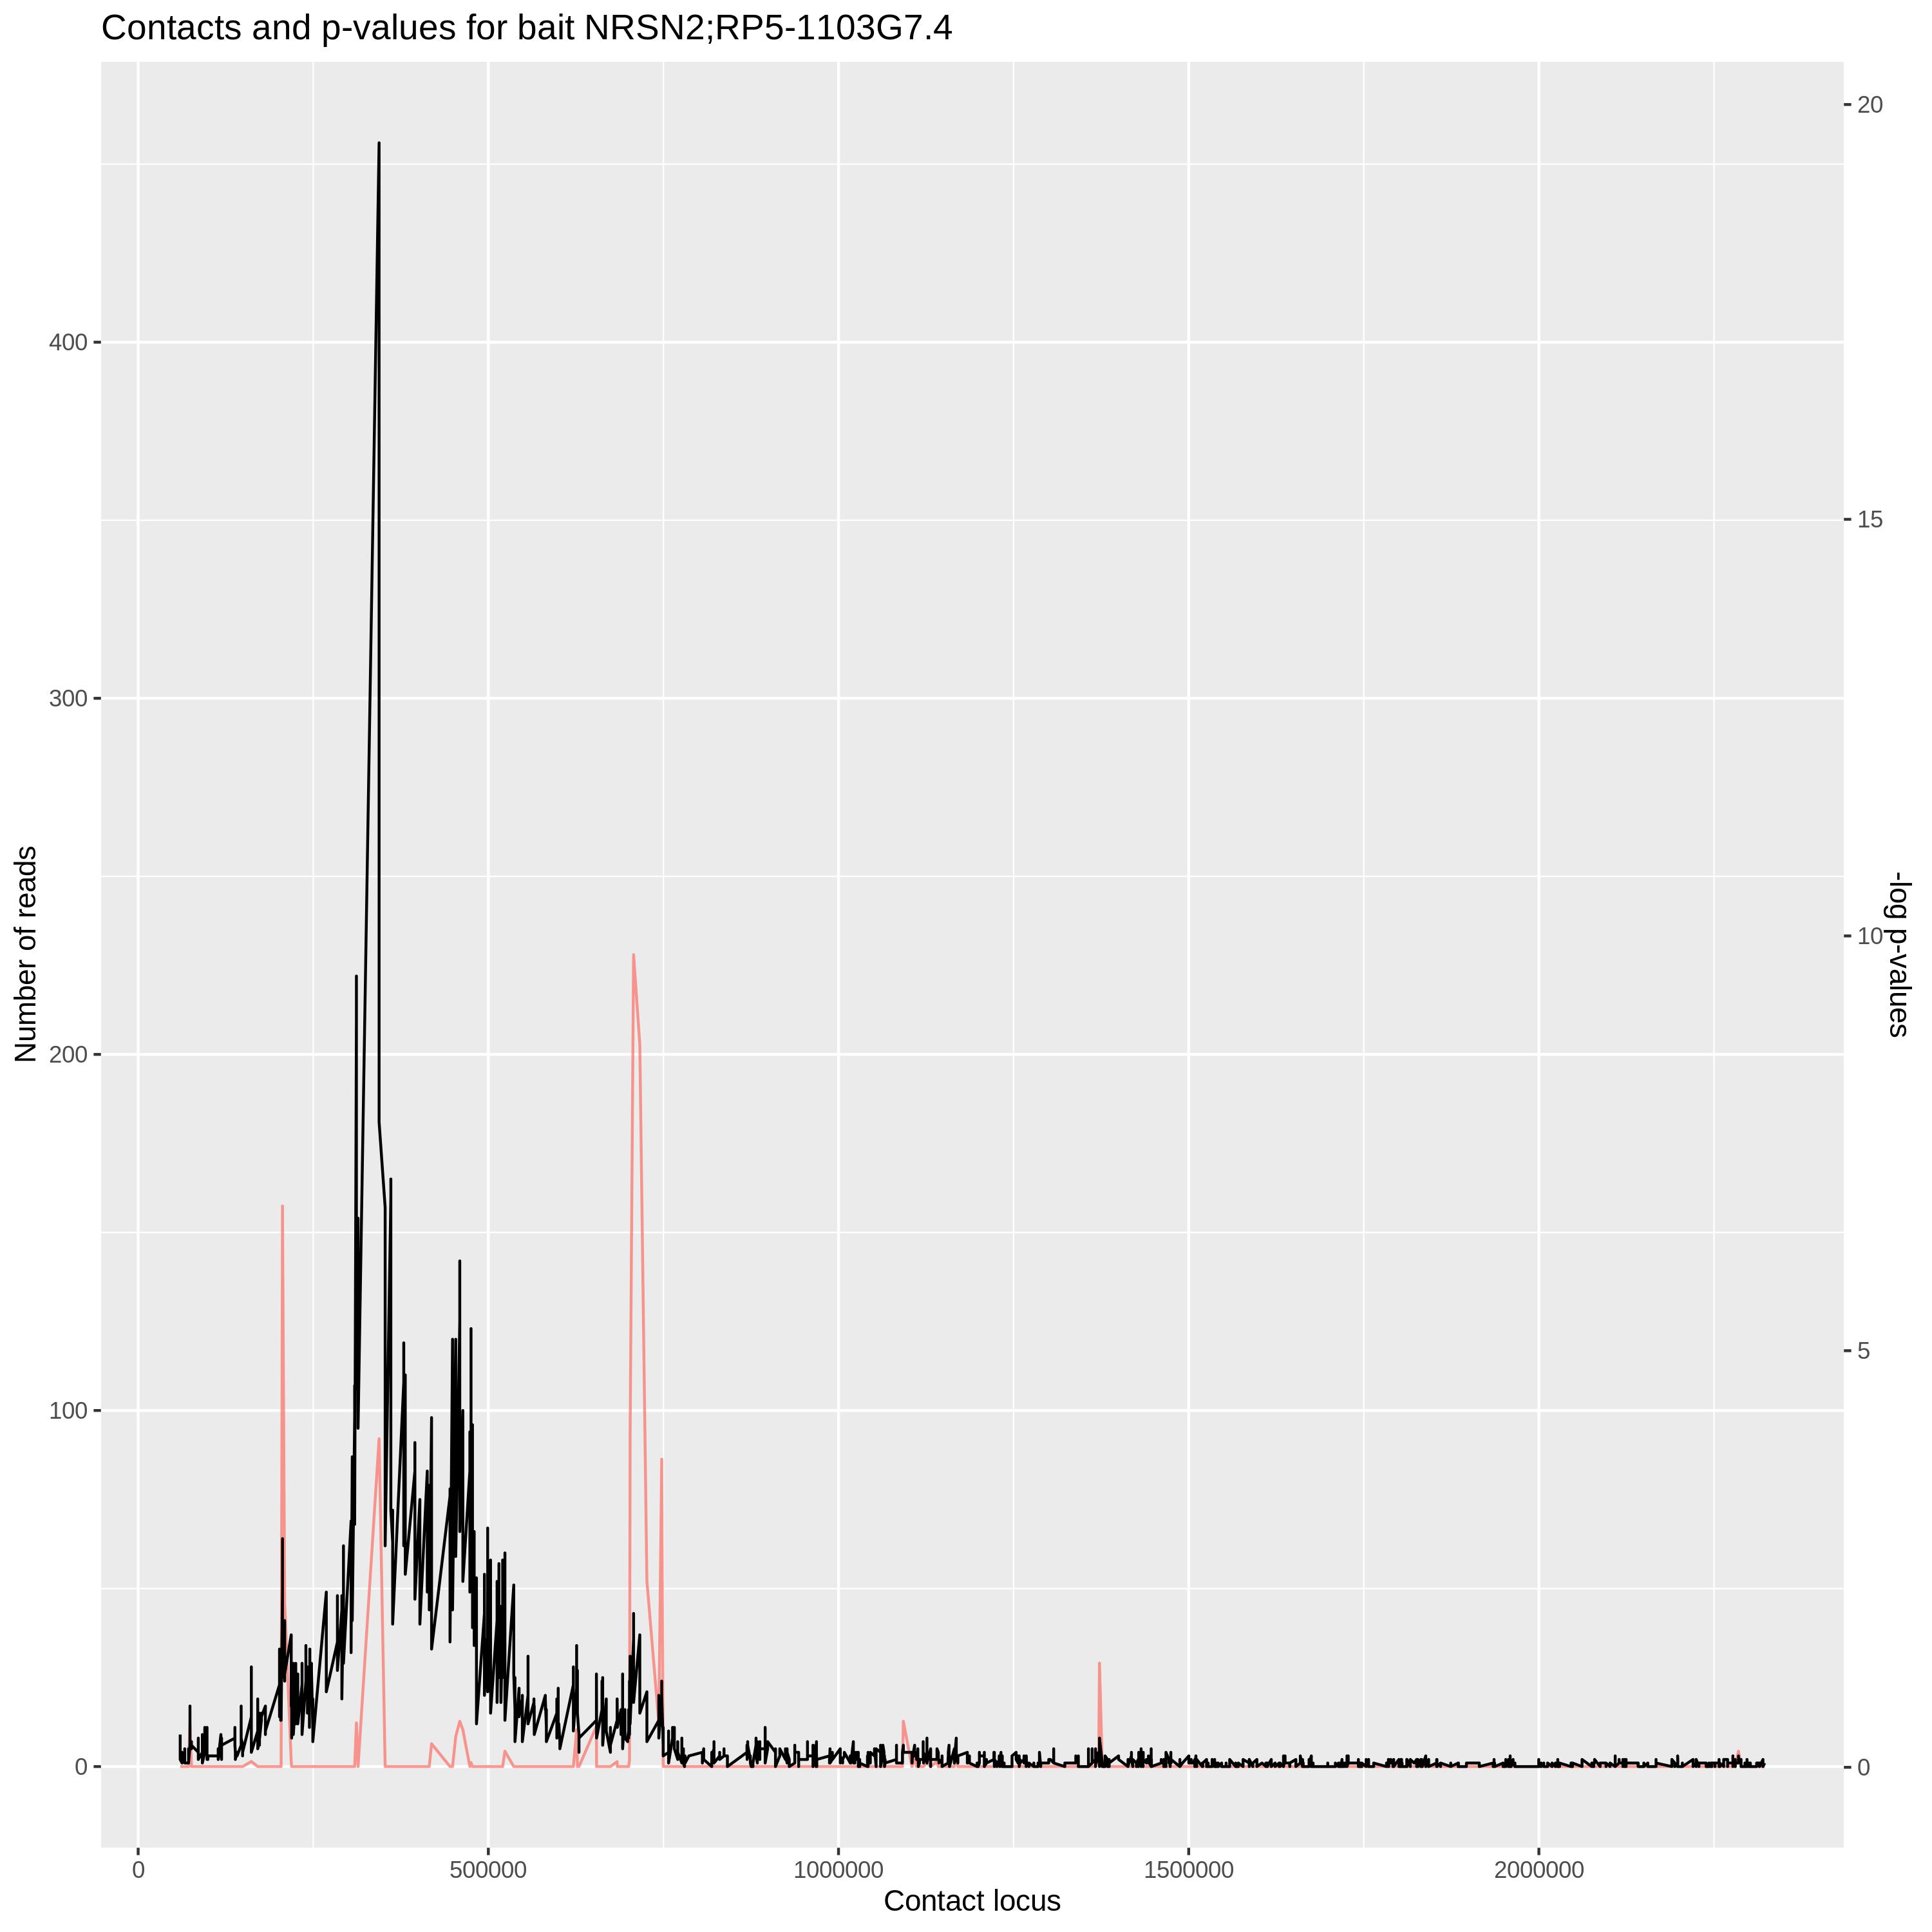 Contacts and p-values for bait NRSN2;RP5-1103G7.4
Number of reads
400
300
200
100
0
20
15
10
5
0
-log p-values
0 500000 1000000 1500000 2000000
Contact locus